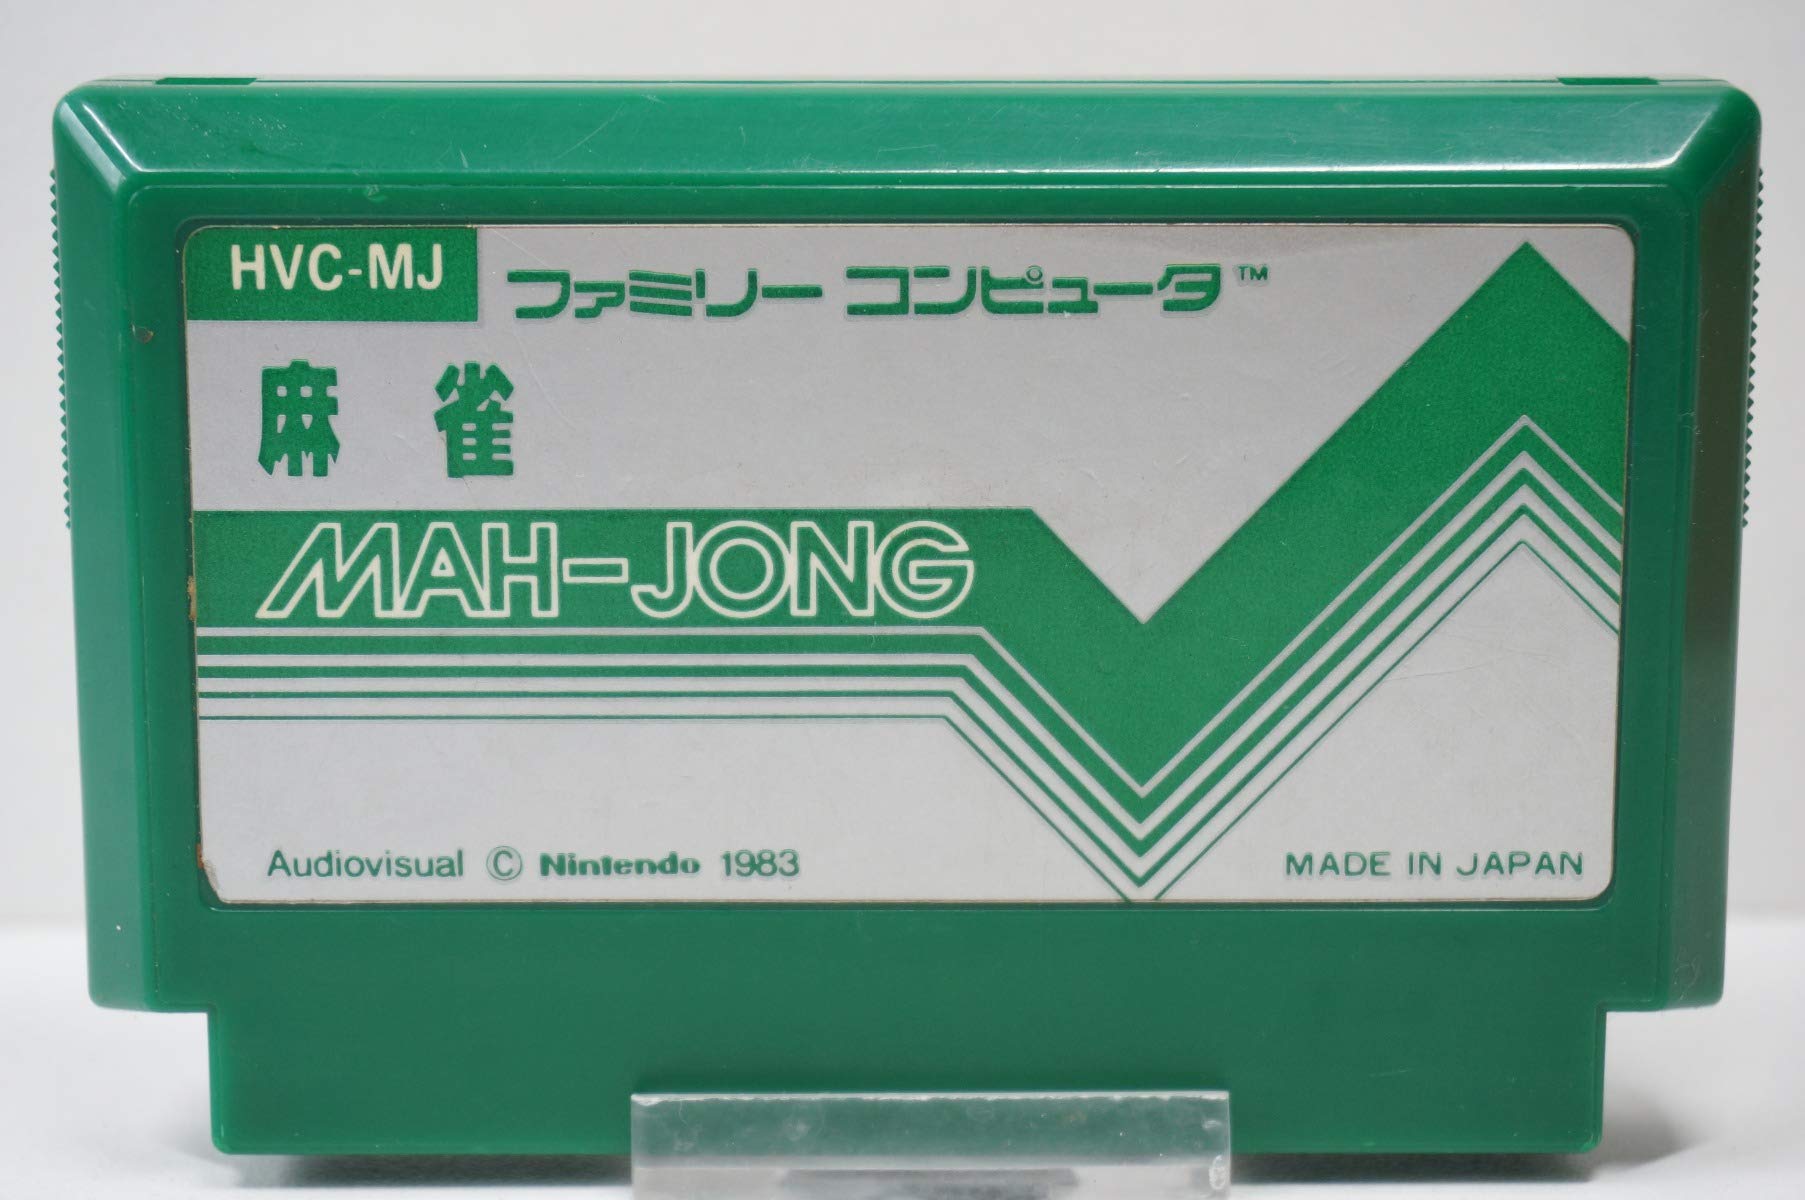 HVC-MJ
ファミリー コンピュータ™
麻雀
MAH-JONG
Audiovisual © Nintendo 1983
MADE IN JAPAN